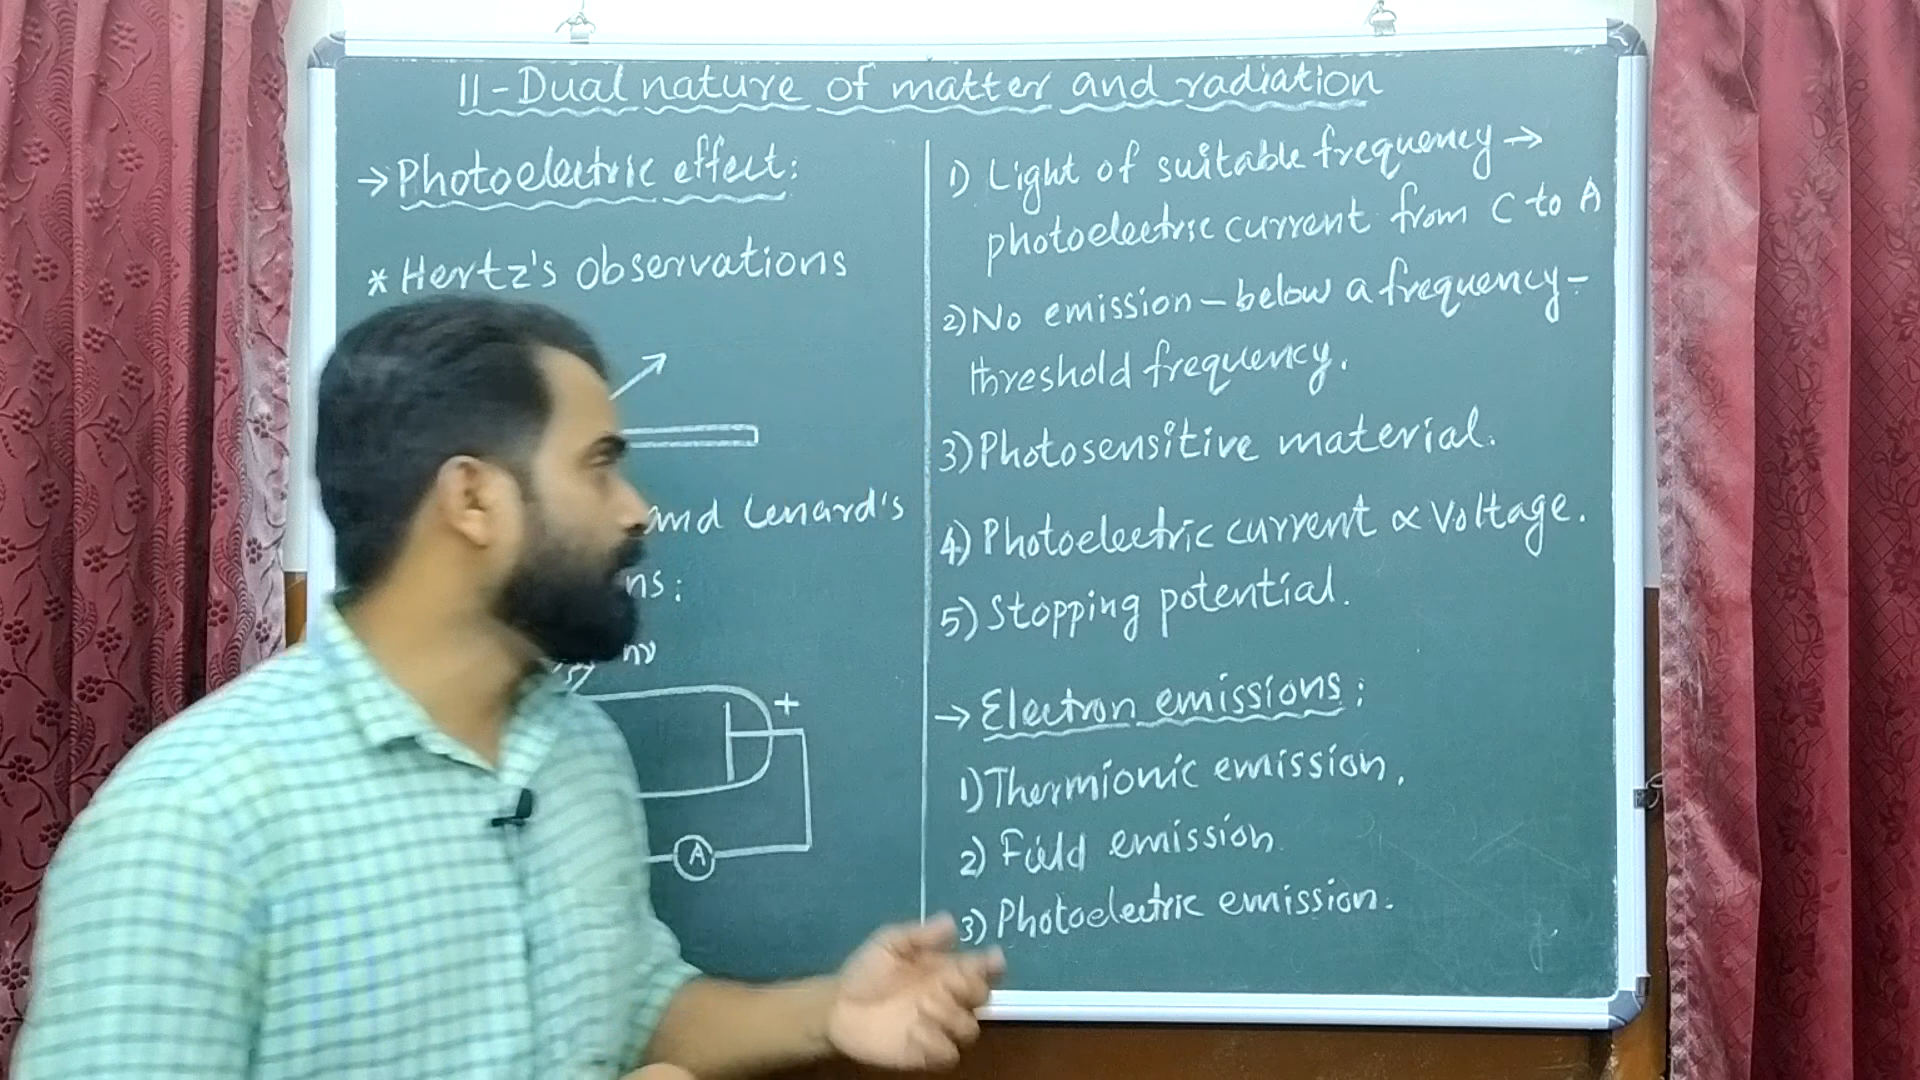 11-Dual nature of matter and radiation
→ Photoelectric effect:
* Hertz's observations
and Lenard's
ns:
hν
+
A
1) Light of suitable frequency →
photoelectric current from C to A
2) No emission - below a frequency -
threshold frequency.
3) Photosensitive material.
4) Photoelectric current ∝ Voltage.
5) Stopping potential.
→ Electron emissions:
1) Thermionic emission.
2) Field emission
3) Photoelectric emission.